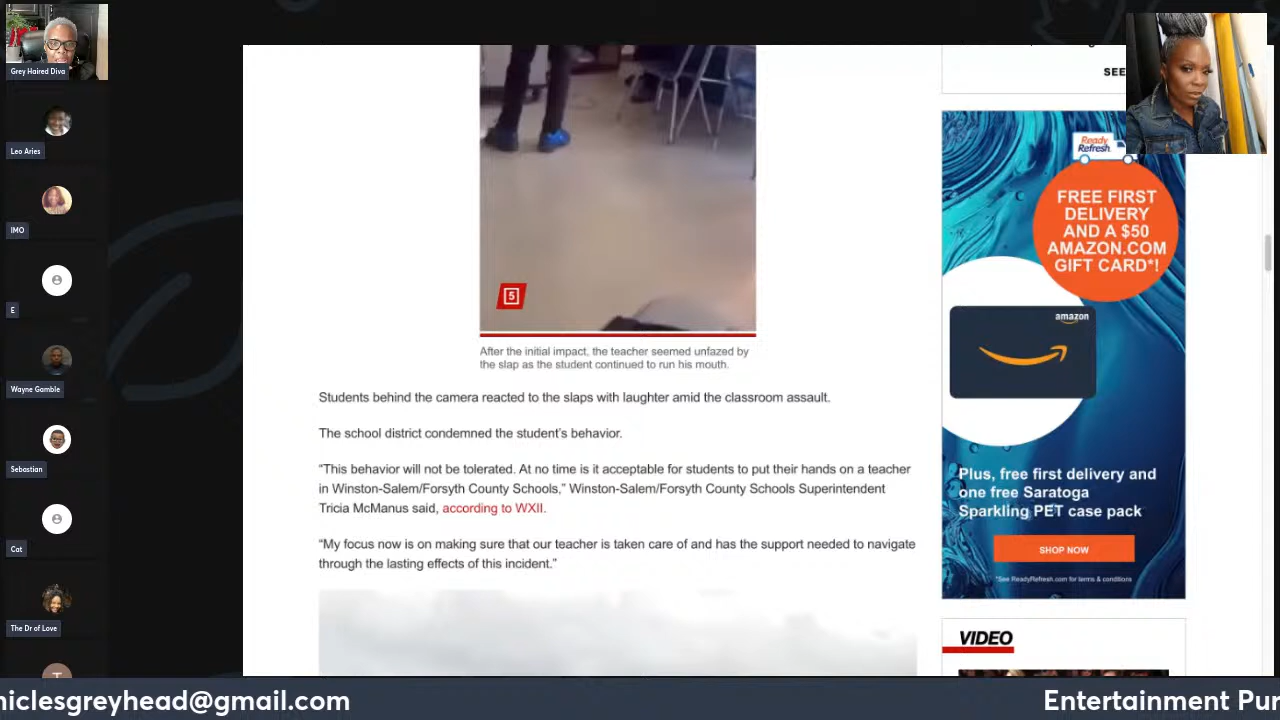 Grey Haired Diva
Leo Aries
IMO
E
Wayne Gamble
Sebastian
Cat
The Dr of Love
T
5
After the initial impact, the teacher seemed unfazed by
the slap as the student continued to run his mouth.
Students behind the camera reacted to the slaps with laughter amid the classroom assault.
The school district condemned the student's behavior.
“This behavior will not be tolerated. At no time is it acceptable for students to put their hands on a teacher
in Winston-Salem/Forsyth County Schools,” Winston-Salem/Forsyth County Schools Superintendent
Tricia McManus said, according to WXII.
“My focus now is on making sure that our teacher is taken care of and has the support needed to navigate
through the lasting effects of this incident.”
SEE
Ready
Refresh.
FREE FIRST
DELIVERY
AND A $50
AMAZON.COM
GIFT CARD*!
amazon
Plus, free first delivery and
one free Saratoga
Sparkling PET case pack
SHOP NOW
*See ReadyRefresh.com for terms & conditions
VIDEO
niclesgreyhead@gmail.com
Entertainment Pur